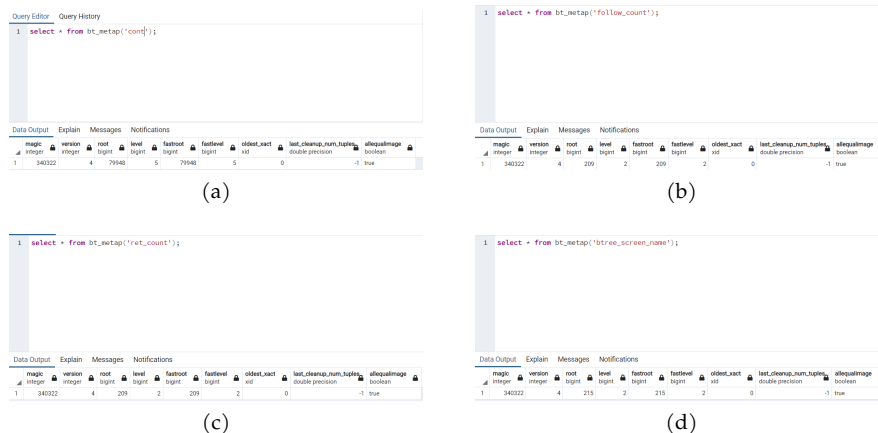 Query Editor Query History
1 select * from bt_metap('cont');
Data Output Explain Messages Notifications
magic integer version integer root bigint level bigint fastroot bigint fastlevel bigint oldest_xact xid last_cleanup_num_tuples double precision allequalimage boolean
1 340322 4 79948 5 79948 5 0 -1 true
(a)
1 select * from bt_metap('follow_count');
Data Output Explain Messages Notifications
magic integer version integer root bigint level bigint fastroot bigint fastlevel bigint oldest_xact xid last_cleanup_num_tuples double precision allequalimage boolean
1 340322 4 209 2 209 2 0 -1 true
(b)
1 select * from bt_metap('ret_count');
Data Output Explain Messages Notifications
magic integer version integer root bigint level bigint fastroot bigint fastlevel bigint oldest_xact xid last_cleanup_num_tuples double precision allequalimage boolean
1 340322 4 209 2 209 2 0 -1 true
(c)
1 select * from bt_metap('btree_screen_name');
Data Output Explain Messages Notifications
magic integer version integer root bigint level bigint fastroot bigint fastlevel bigint oldest_xact xid last_cleanup_num_tuples double precision allequalimage boolean
1 340322 4 215 2 215 2 0 -1 true
(d)